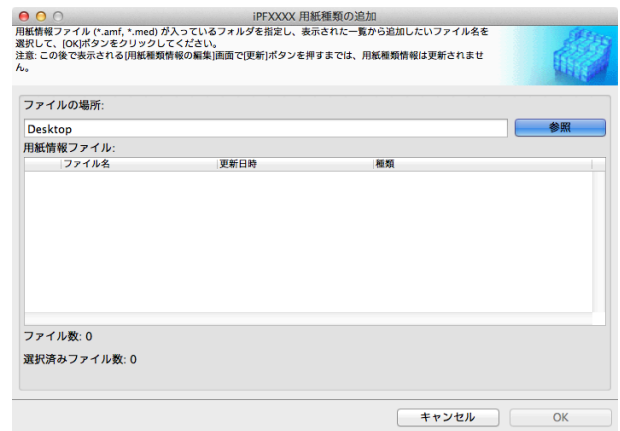 iPFXXXX 用紙種類の追加
用紙情報ファイル (*.amf, *.med) が入っているフォルダを指定し、表示された一覧から追加したいファイル名を
選択して、[OK]ボタンをクリックしてください。
注意: この後で表示される[用紙種類情報の編集]画面で[更新]ボタンを押すまでは、用紙種類情報は更新されませ
ん。
ファイルの場所:
Desktop 参照
用紙情報ファイル:
ファイル名 更新日時 種類
ファイル数: 0
選択済みファイル数: 0
キャンセル OK